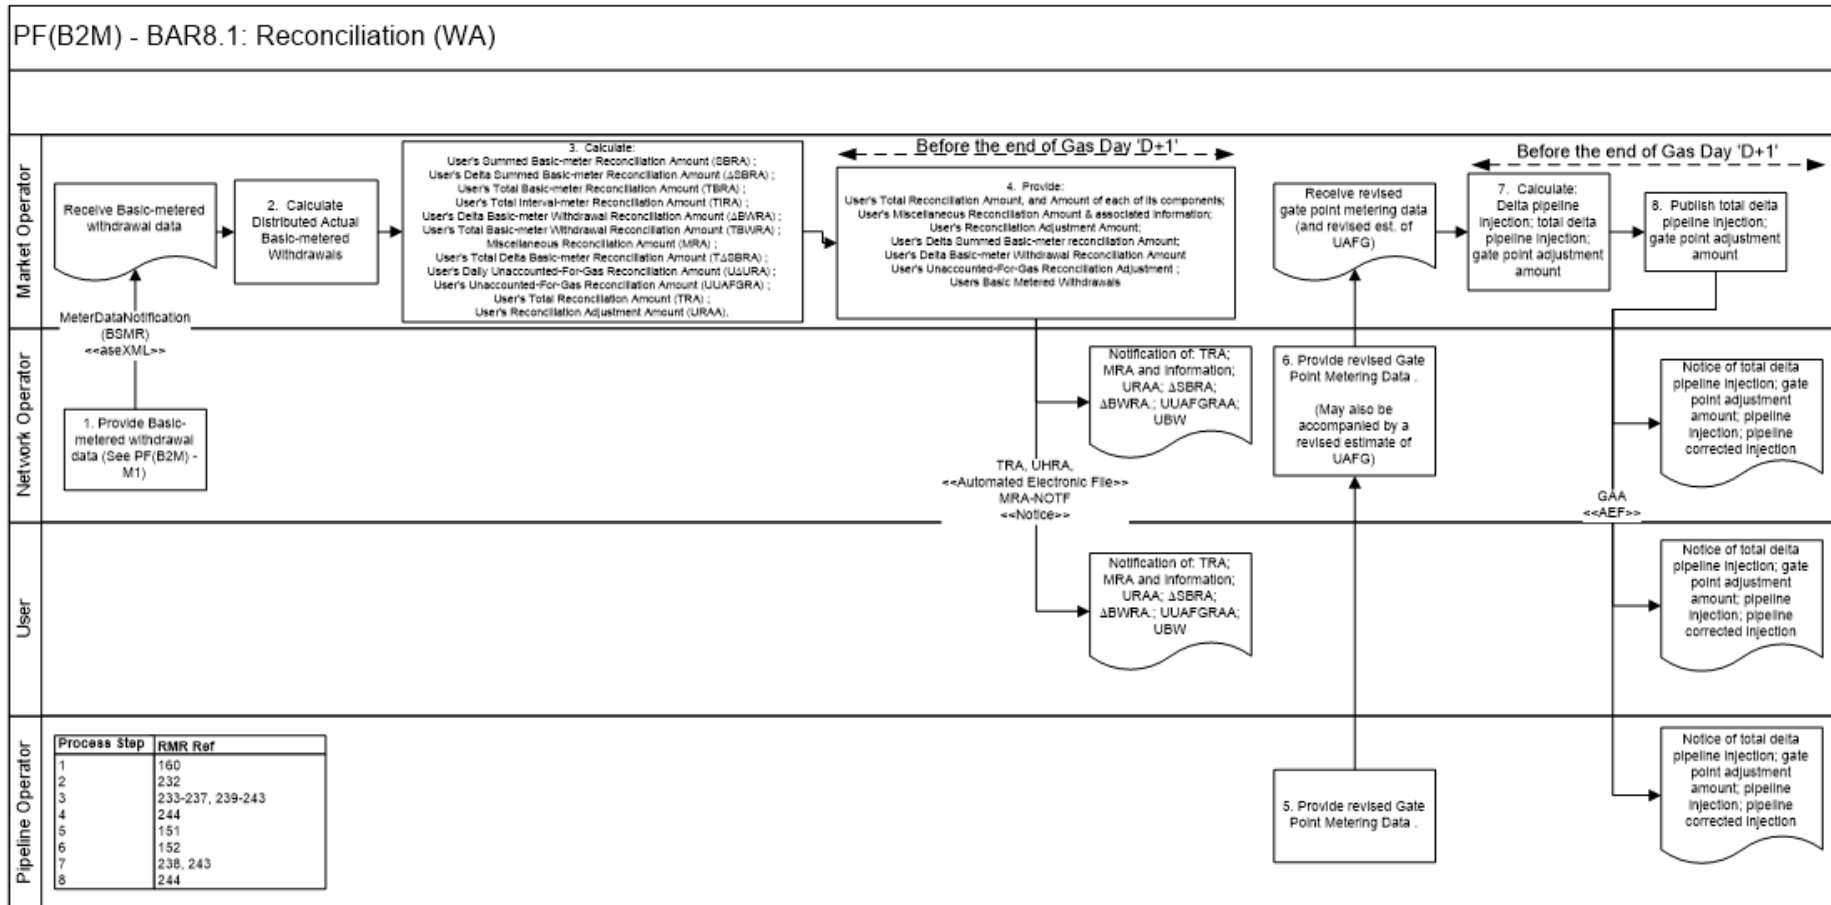 PF(B2M) - BAR8.1: Reconciliation (WA)
Market Operator
Receive Basic-metered
withdrawal data
2. Calculate
Distributed Actual
Basic-metered
Withdrawals
3. Calculate:
User's Summed Basic-meter Reconciliation Amount (SBRA) ;
User's Delta Summed Basic-meter Reconciliation Amount (ΔSBRA) ;
User's Total Basic-meter Reconciliation Amount (TBRA) ;
User's Total Interval-meter Reconciliation Amount (TIRA) ;
User's Delta Basic-meter Withdrawal Reconciliation Amount (ΔBWRA) ;
User's Total Basic-meter Withdrawal Reconciliation Amount (TBWRA) ;
Miscellaneous Reconciliation Amount (MRA) ;
User's Total Delta Basic-meter Reconciliation Amount (TΔSBRA) ;
User's Daily Unaccounted-For-Gas Reconciliation Amount (UΔURA) ;
User's Unaccounted-For-Gas Reconciliation Amount (UUAFGRA) ;
User's Total Reconciliation Amount (TRA) ;
User's Reconciliation Adjustment Amount (URAA).
Before the end of Gas Day 'D+1'
4. Provide:
User's Total Reconciliation Amount, and Amount of each of its components;
User's Miscellaneous Reconciliation Amount & associated Information;
User's Reconciliation Adjustment Amount;
User's Delta Summed Basic-meter reconciliation Amount;
User's Delta Basic-meter Withdrawal Reconciliation Amount
User's Unaccounted-For-Gas Reconciliation Adjustment ;
Users Basic Metered Withdrawals
Receive revised
gate point metering data
(and revised est. of
UAFG)
Before the end of Gas Day 'D+1'
7. Calculate:
Delta pipeline
injection; total delta
pipeline injection;
gate point adjustment
amount
8. Publish total delta
pipeline injection;
gate point adjustment
amount
MeterDataNotification
(BSMR)
<<aseXML>>
Network Operator
1. Provide Basic-
metered withdrawal
data (See PF(B2M) -
M1)
Notification of: TRA;
MRA and Information;
URAA; ΔSBRA;
ΔBWRA.; UUAFGRAA;
UBW
TRA, UHRA,
<<Automated Electronic File>>
MRA-NOTF
<<Notice>>
6. Provide revised Gate
Point Metering Data .
(May also be
accompanied by a
revised estimate of
UAFG)
GAA
<<AEF>>
Notice of total delta
pipeline injection; gate
point adjustment
amount; pipeline
injection; pipeline
corrected injection
User
Notification of: TRA;
MRA and Information;
URAA; ΔSBRA;
ΔBWRA.; UUAFGRAA;
UBW
Notice of total delta
pipeline injection; gate
point adjustment
amount; pipeline
injection; pipeline
corrected injection
Pipeline Operator
Process Step RMR Ref
1 160
2 232
3 233-237, 239-243
4 244
5 151
6 152
7 238, 243
8 244
5. Provide revised Gate
Point Metering Data .
Notice of total delta
pipeline injection; gate
point adjustment
amount; pipeline
injection; pipeline
corrected injection